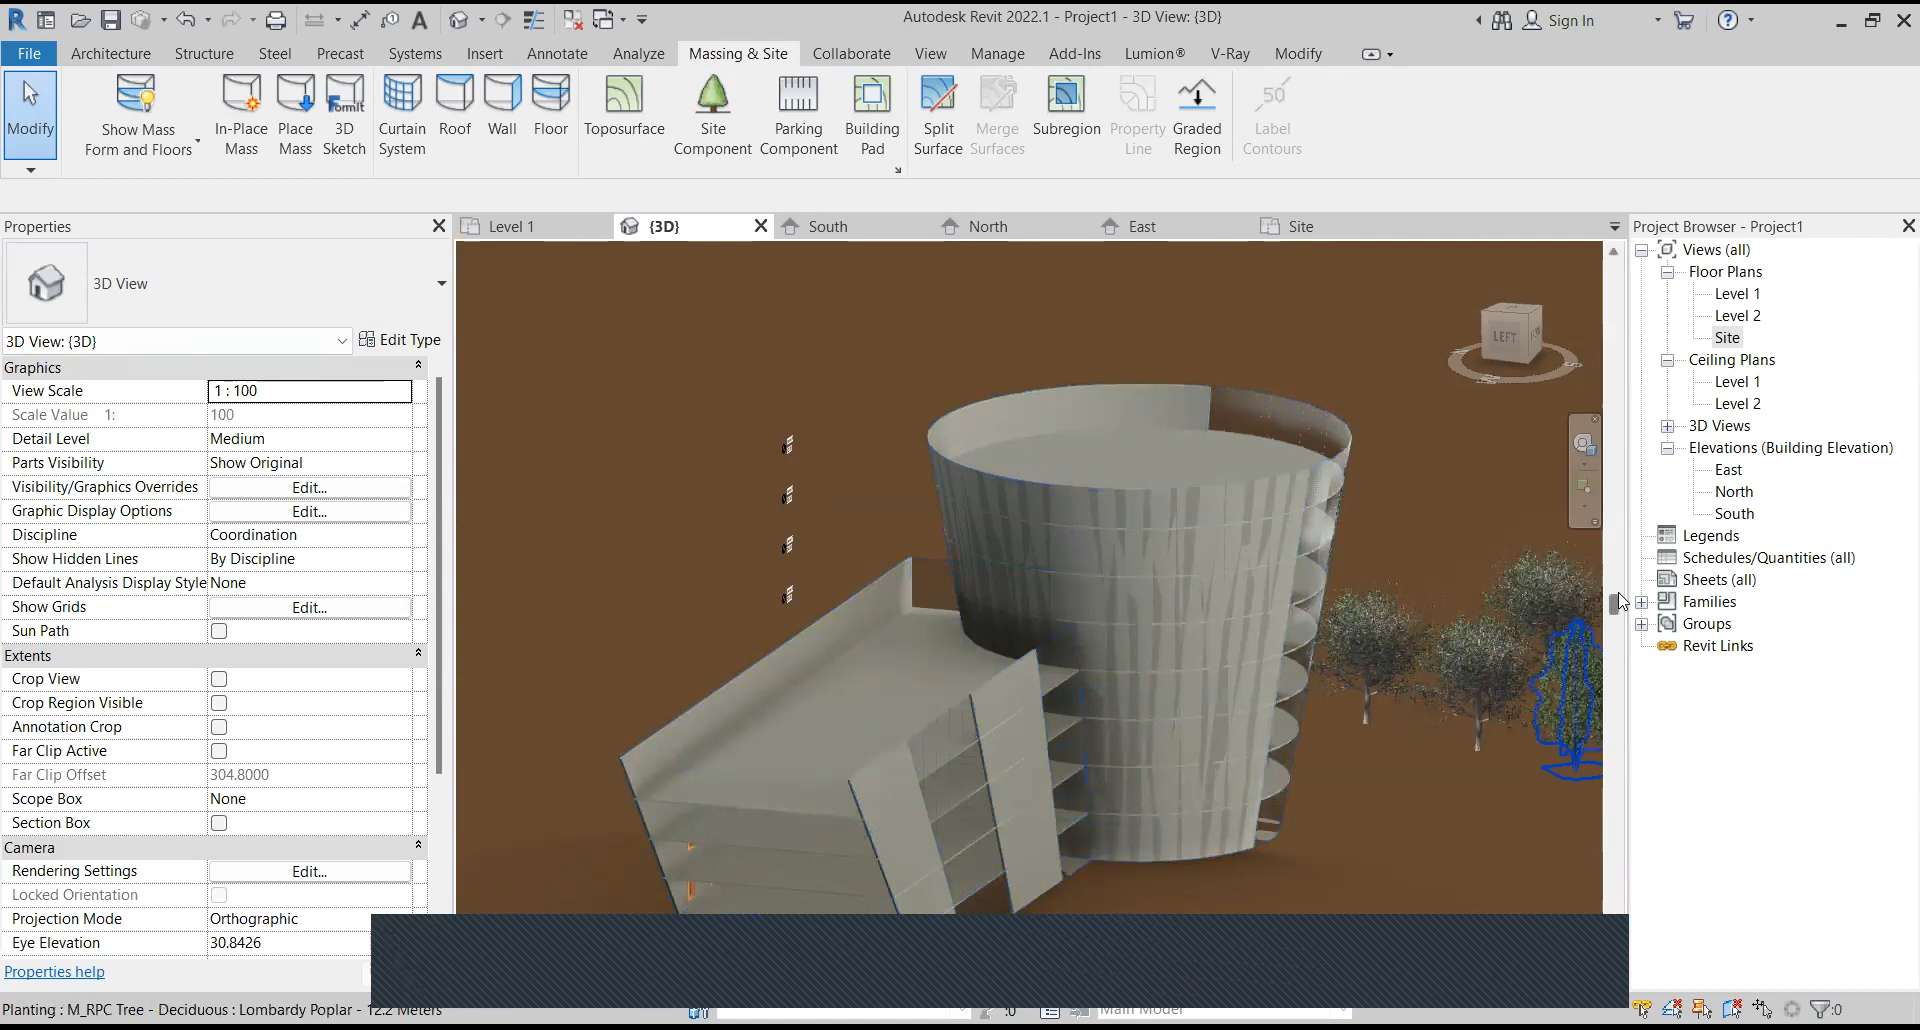 Autodesk Revit 2022.1 - Project1 - 3D View: {3D}
Sign In
File Architecture Structure Steel Precast Systems Insert Annotate Analyze Massing & Site Collaborate View Manage Add-Ins Lumion® V-Ray Modify
Modify
Show Mass
Form and Floors
In-Place
Mass
Place
Mass
FormIt
3D
Sketch
Curtain
System
Roof
Wall
Floor
Toposurface
Site
Component
Parking
Component
Building
Pad
Split
Surface
Merge
Surfaces
Subregion
Property
Line
Graded
Region
50
Label
Contours
Properties
Level 1
{3D}
South
North
East
Site
Project Browser - Project1
3D View
3D View: {3D}
Edit Type
Graphics
View Scale 1 : 100
Scale Value 1: 100
Detail Level Medium
Parts Visibility Show Original
Visibility/Graphics Overrides Edit...
Graphic Display Options Edit...
Discipline Coordination
Show Hidden Lines By Discipline
Default Analysis Display Style None
Show Grids Edit...
Sun Path
Extents
Crop View
Crop Region Visible
Annotation Crop
Far Clip Active
Far Clip Offset 304.8000
Scope Box None
Section Box
Camera
Rendering Settings Edit...
Locked Orientation
Projection Mode Orthographic
Eye Elevation 30.8426
Properties help
LEFT
Views (all)
Floor Plans
Level 1
Level 2
Site
Ceiling Plans
Level 1
Level 2
3D Views
Elevations (Building Elevation)
East
North
South
Legends
Schedules/Quantities (all)
Sheets (all)
Families
Groups
Revit Links
Planting : M_RPC Tree - Deciduous : Lombardy Poplar - 12.2 Meters
:0
Main Model
:0